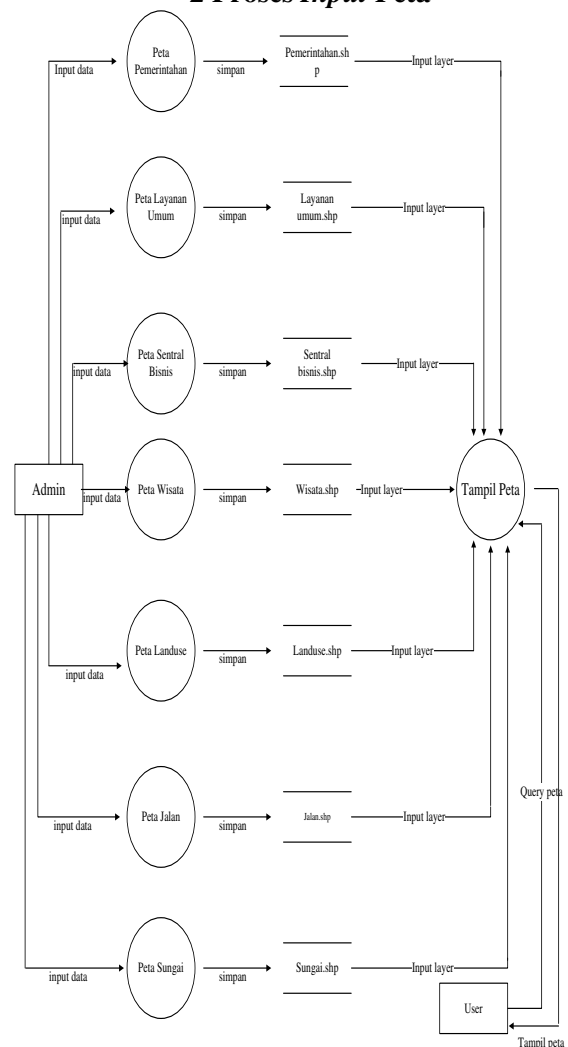 2 Proses Input Peta
Peta
Pemerintahan
Input data
simpan
Pemerintahan.sh
p
Input layer
Peta Layanan
Umum
input data
simpan
Layanan
umum.shp
Input layer
Peta Sentral
Bisnis
input data
simpan
Sentral
bisnis.shp
Input layer
Admin
input data
Peta Wisata
simpan
Wisata.shp
Input layer
Tampil Peta
Peta Landuse
input data
simpan
Landuse.shp
Input layer
Query peta
Peta Jalan
input data
simpan
Jalan.shp
Input layer
Peta Sungai
input data
simpan
Sungai.shp
Input layer
User
Tampil peta